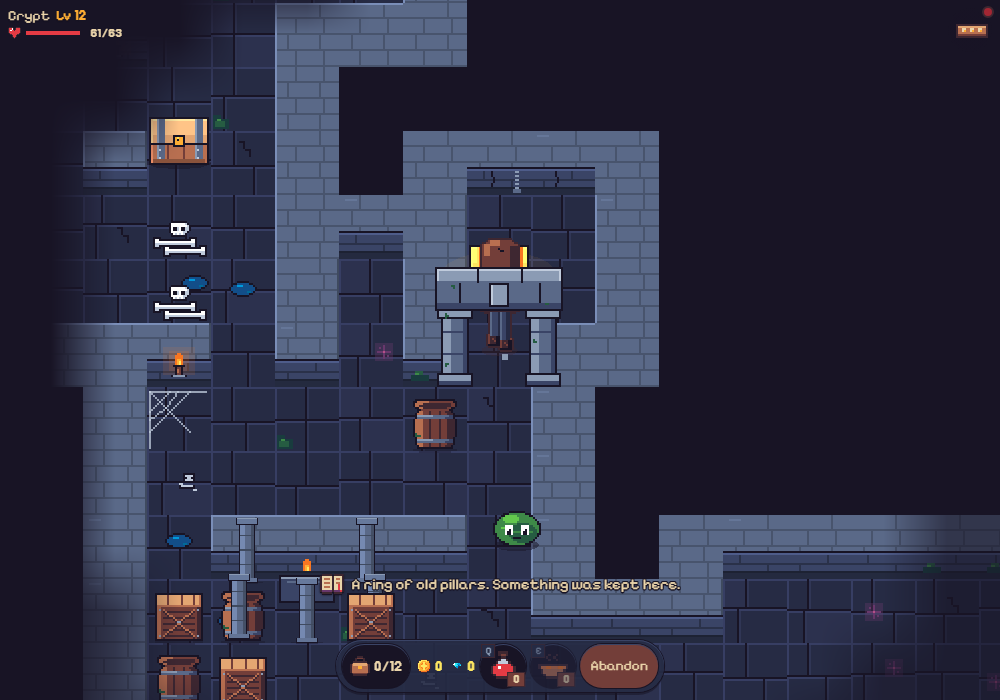 Crypt Lv 12
61/63
A ring of old pillars. Something was kept here.
Q
E
0/12
0
0
0
0
Abandon